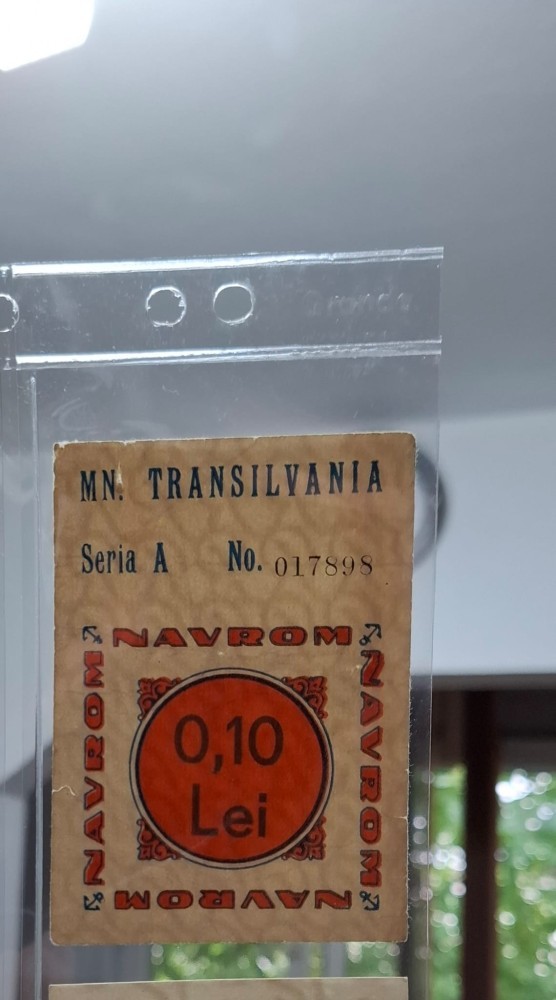 MN. TRANSILVANIA
Seria A No. 017898
NAVROM
NAVROM
NAVROM
0,10
Lei
NAVROM